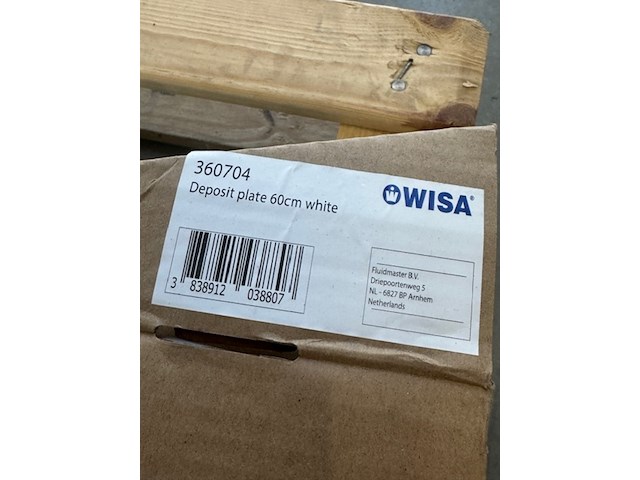 360704
Deposit plate 60cm white
WISA
3 838912 038807
Fluidmaster B.V.
Driepoortenweg 5
NL - 6827 BP Arnhem
Netherlands